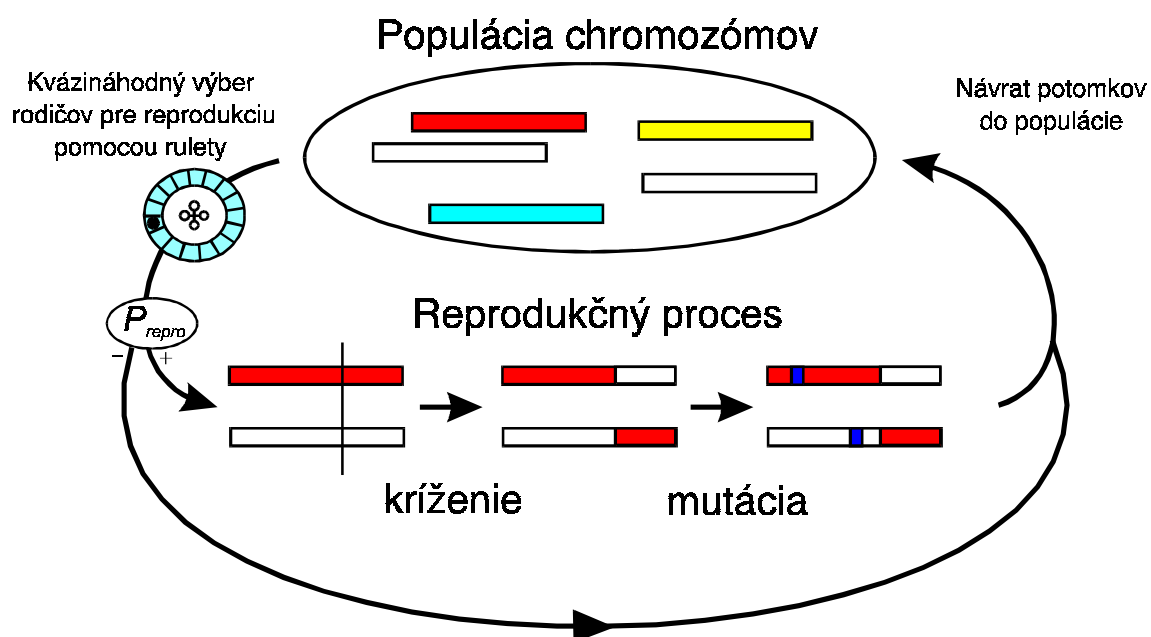 Populácia chromozómov
Kvázináhodný výber
rodičov pre reprodukciu
pomocou rulety
Návrat potomkov
do populácie
P repro
− +
Reprodukčný proces
kríženie
mutácia